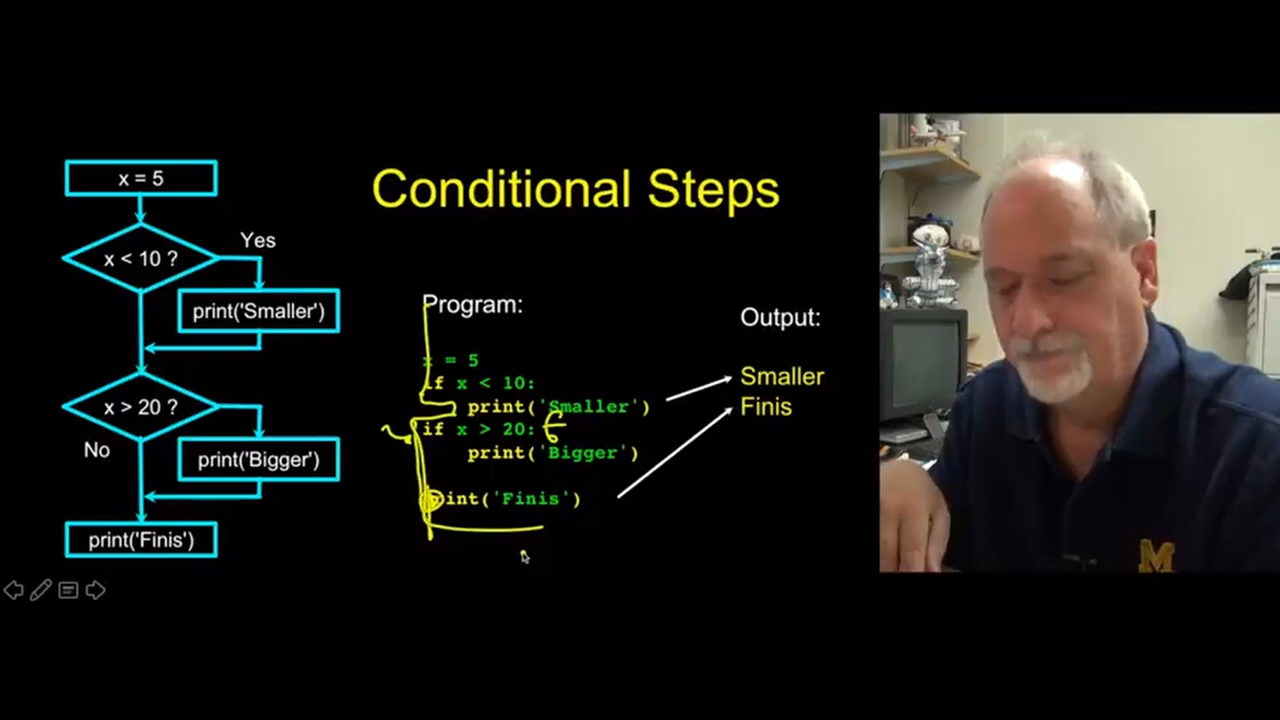 Conditional Steps
x = 5
x < 10 ?
Yes
print('Smaller')
x > 20 ?
No
print('Bigger')
print('Finis')
Program:
x = 5
if x < 10:
print('Smaller')
if x > 20:
print('Bigger')
int('Finis')
Output:
Smaller
Finis
M